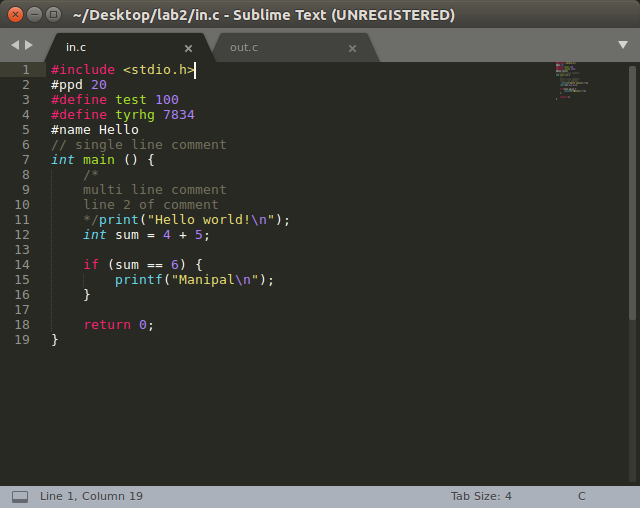 ~/Desktop/lab2/in.c - Sublime Text (UNREGISTERED)
in.c out.c
1 #include <stdio.h>
2 #ppd 20
3 #define test 100
4 #define tyrhg 7834
5 #name Hello
6 // single line comment
7 int main () {
8 /*
9 multi line comment
10 line 2 of comment
11 */print("Hello world!\n");
12 int sum = 4 + 5;
13
14 if (sum == 6) {
15 printf("Manipal\n");
16 }
17
18 return 0;
19 }
Line 1, Column 19 Tab Size: 4 C